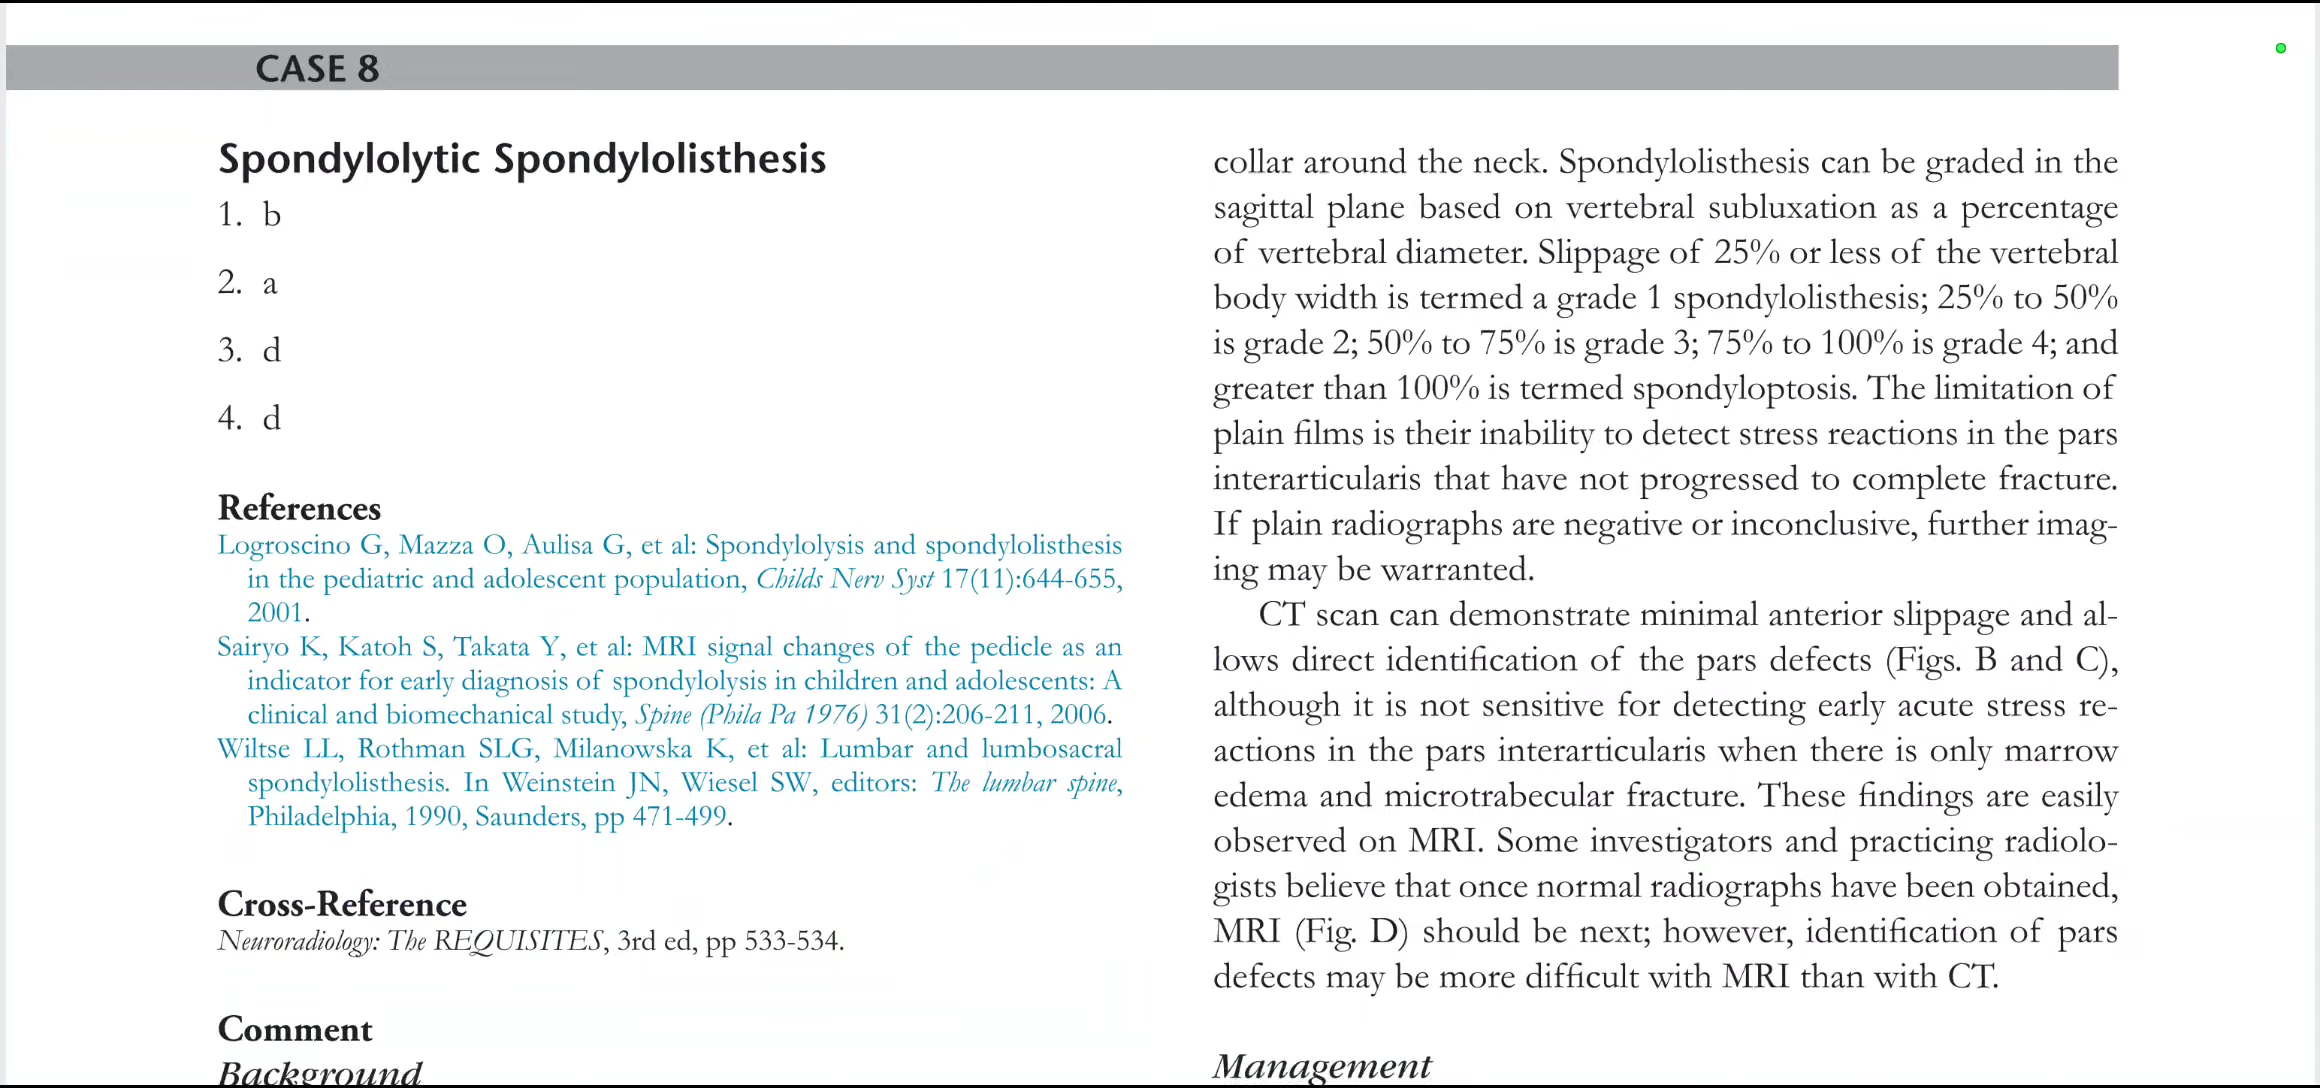 CASE 8
Spondylolytic Spondylolisthesis
1. b
2. a
3. d
4. d
References
Logroscino G, Mazza O, Aulisa G, et al: Spondylolysis and spondylolisthesis
in the pediatric and adolescent population, Childs Nerv Syst 17(11):644-655,
2001.
Sairyo K, Katoh S, Takata Y, et al: MRI signal changes of the pedicle as an
indicator for early diagnosis of spondylolysis in children and adolescents: A
clinical and biomechanical study, Spine (Phila Pa 1976) 31(2):206-211, 2006.
Wiltse LL, Rothman SLG, Milanowska K, et al: Lumbar and lumbosacral
spondylolisthesis. In Weinstein JN, Wiesel SW, editors: The lumbar spine,
Philadelphia, 1990, Saunders, pp 471-499.
Cross-Reference
Neuroradiology: The REQUISITES, 3rd ed, pp 533-534.
Comment
Background
collar around the neck. Spondylolisthesis can be graded in the
sagittal plane based on vertebral subluxation as a percentage
of vertebral diameter. Slippage of 25% or less of the vertebral
body width is termed a grade 1 spondylolisthesis; 25% to 50%
is grade 2; 50% to 75% is grade 3; 75% to 100% is grade 4; and
greater than 100% is termed spondyloptosis. The limitation of
plain films is their inability to detect stress reactions in the pars
interarticularis that have not progressed to complete fracture.
If plain radiographs are negative or inconclusive, further imag-
ing may be warranted.
CT scan can demonstrate minimal anterior slippage and al-
lows direct identification of the pars defects (Figs. B and C),
although it is not sensitive for detecting early acute stress re-
actions in the pars interarticularis when there is only marrow
edema and microtrabecular fracture. These findings are easily
observed on MRI. Some investigators and practicing radiolo-
gists believe that once normal radiographs have been obtained,
MRI (Fig. D) should be next; however, identification of pars
defects may be more difficult with MRI than with CT.
Management